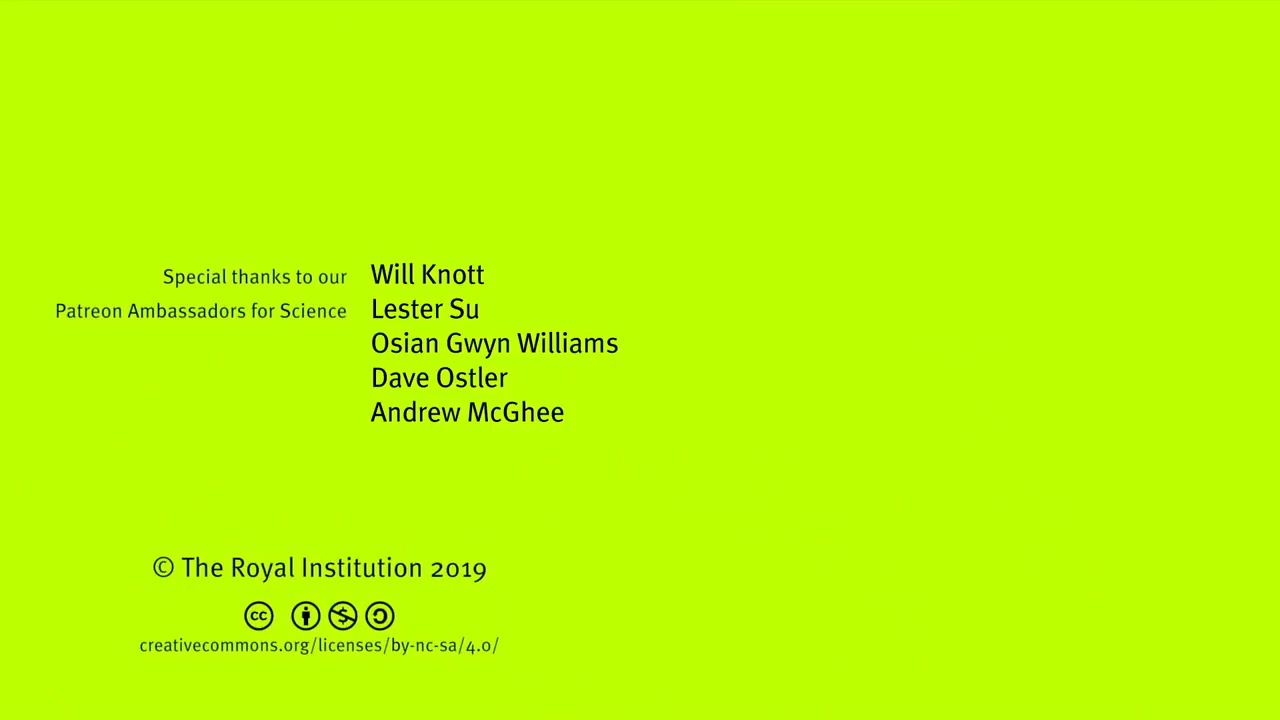 Special thanks to our Will Knott
Patreon Ambassadors for Science Lester Su
Osian Gwyn Williams
Dave Ostler
Andrew McGhee
© The Royal Institution 2019
cc
creativecommons.org/licenses/by-nc-sa/4.0/